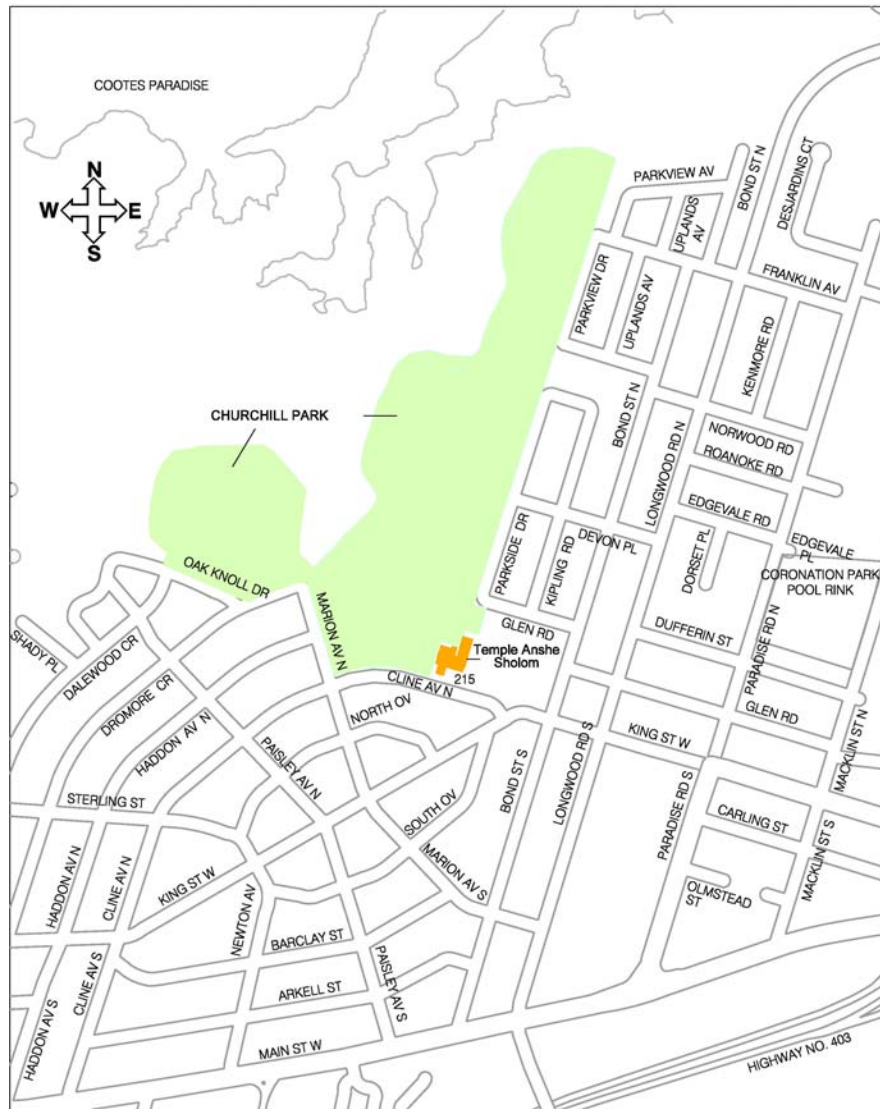 COOTES PARADISE
N
W E
S
PARKVIEW AV
BOND ST N
DESJARDINS CT
UPLANDS
AV
FRANKLIN AV
PARKVIEW DR
UPLANDS AV
KENMORE RD
CHURCHILL PARK
BOND ST N
LONGWOOD RD N
NORWOOD RD
ROANOKE RD
EDGEVALE RD
PARKSIDE DR
KIPLING RD
DEVON PL
DORSET PL
EDGEVALE
PL
CORONATION PARK
POOL RINK
OAK KNOLL DR
MARION AV N
GLEN RD
DUFFERIN ST
PARADISE RD N
SHADY PL
DALEWOOD CR
Temple Anshe
Sholom
215
CLINE AV N
DROMORE CR
HADDON AV N
NORTH OV
GLEN RD
KING ST W
MACKLIN ST N
PAISLEY AV N
BOND ST S
LONGWOOD RD S
STERLING ST
SOUTH OV
PARADISE RD S
CARLING ST
MARION AV S
MACKLIN ST S
HADDON AV N
CLINE AV N
KING ST W
NEWTON AV
OLMSTEAD
ST
BARCLAY ST
PAISLEY AV S
CLINE AV S
ARKELL ST
HADDON AV S
MAIN ST W
HIGHWAY NO. 403